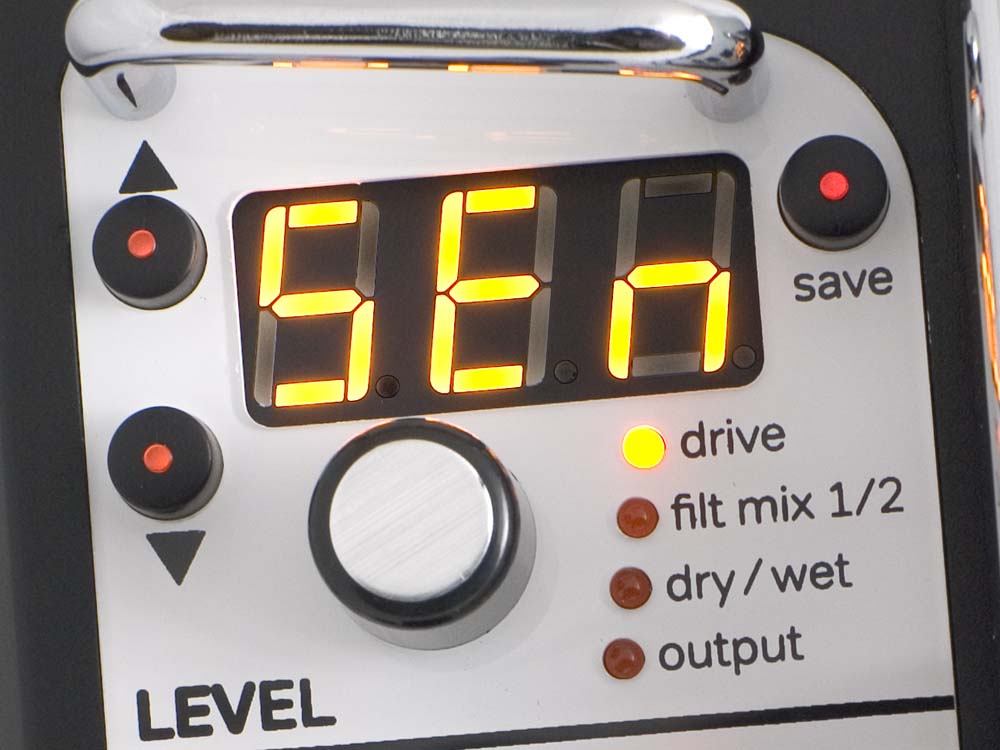 SEn
save
drive
filt mix 1/2
dry/wet
output
LEVEL